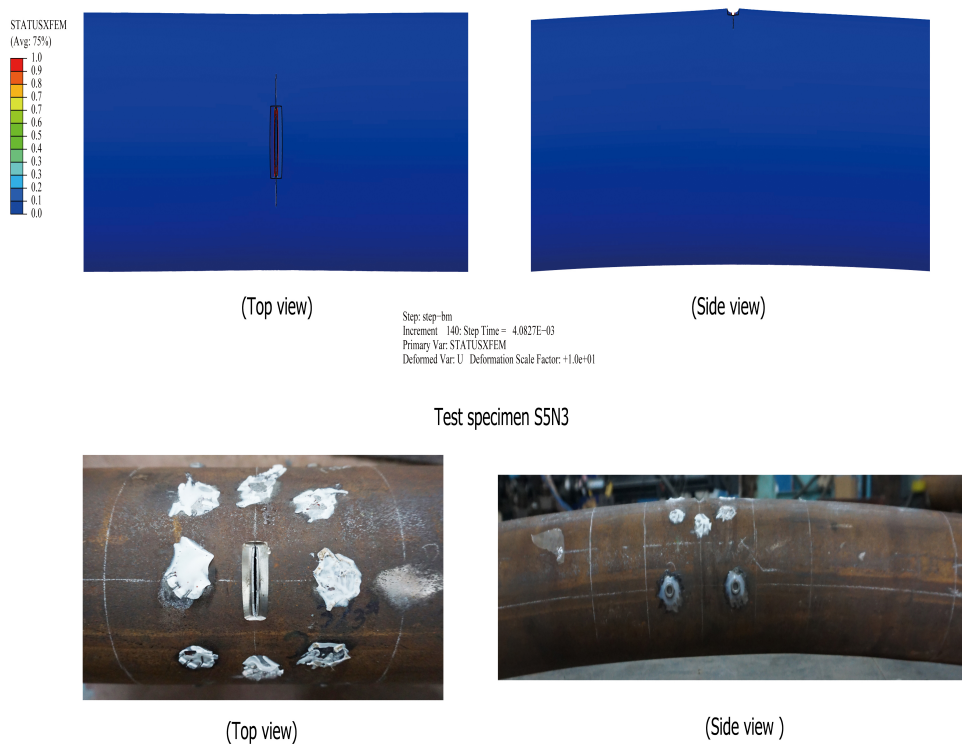 STATUSXFEM
(Avg: 75%)
1.0
0.9
0.8
0.7
0.7
0.6
0.5
0.4
0.3
0.2
0.1
0.0
(Top view)
(Side view)
Step: step-bm
Increment 140: Step Time = 4.0827E-03
Primary Var: STATUSXFEM
Deformed Var: U Deformation Scale Factor: +1.0e+01
Test specimen S5N3
(Top view)
(Side view )